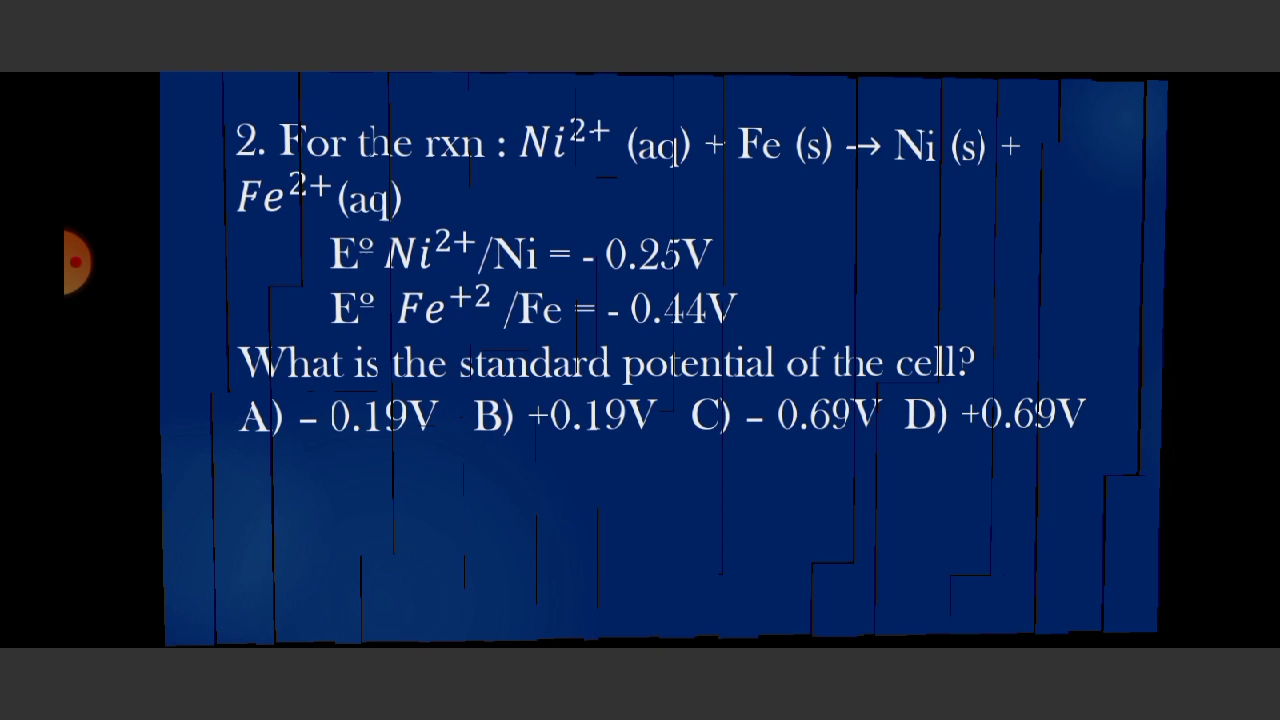 2. For the rxn : Ni²⁺ (aq) + Fe (s) → Ni (s) +
Fe²⁺(aq)
Eº Ni²⁺/Ni = - 0.25V
Eº Fe⁺² /Fe = - 0.44V
What is the standard potential of the cell?
A) – 0.19V B) +0.19V C) – 0.69V D) +0.69V